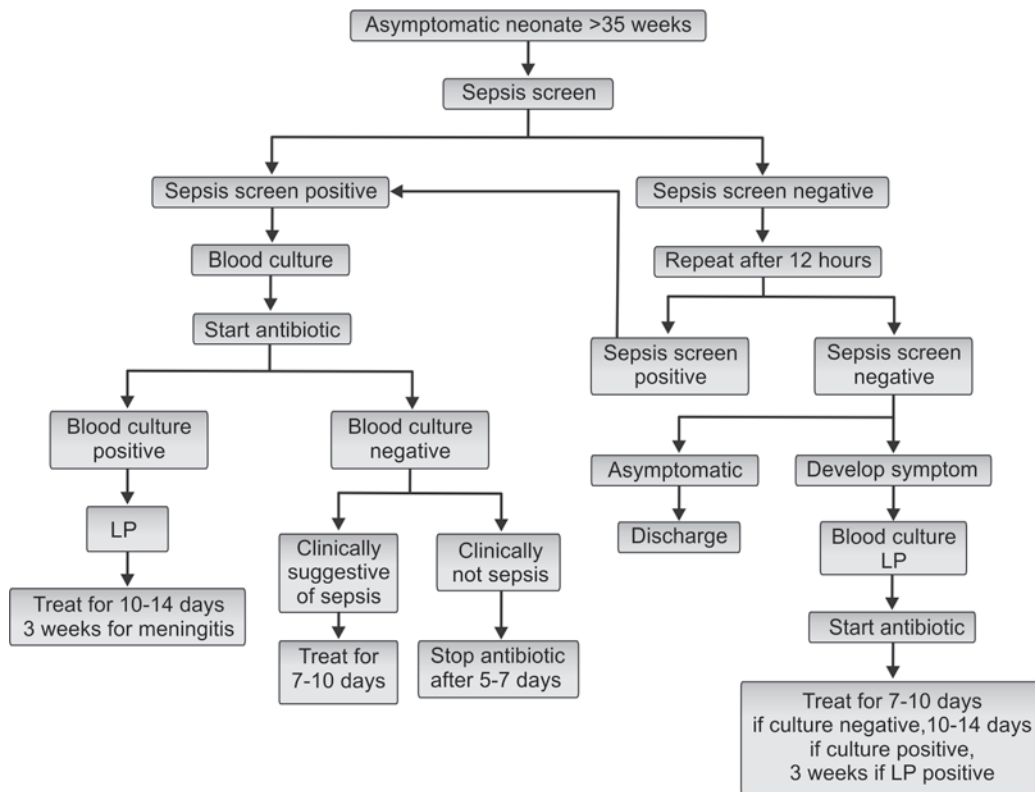 Asymptomatic neonate >35 weeks
Sepsis screen
Sepsis screen positive
Sepsis screen negative
Blood culture
Repeat after 12 hours
Start antibiotic
Sepsis screen
positive
Sepsis screen
negative
Blood culture
positive
Blood culture
negative
Asymptomatic
Develop symptom
LP
Clinically
suggestive
of sepsis
Clinically
not sepsis
Discharge
Blood culture
LP
Treat for 10-14 days
3 weeks for meningitis
Treat for
7-10 days
Stop antibiotic
after 5-7 days
Start antibiotic
Treat for 7-10 days
if culture negative,10-14 days
if culture positive,
3 weeks if LP positive